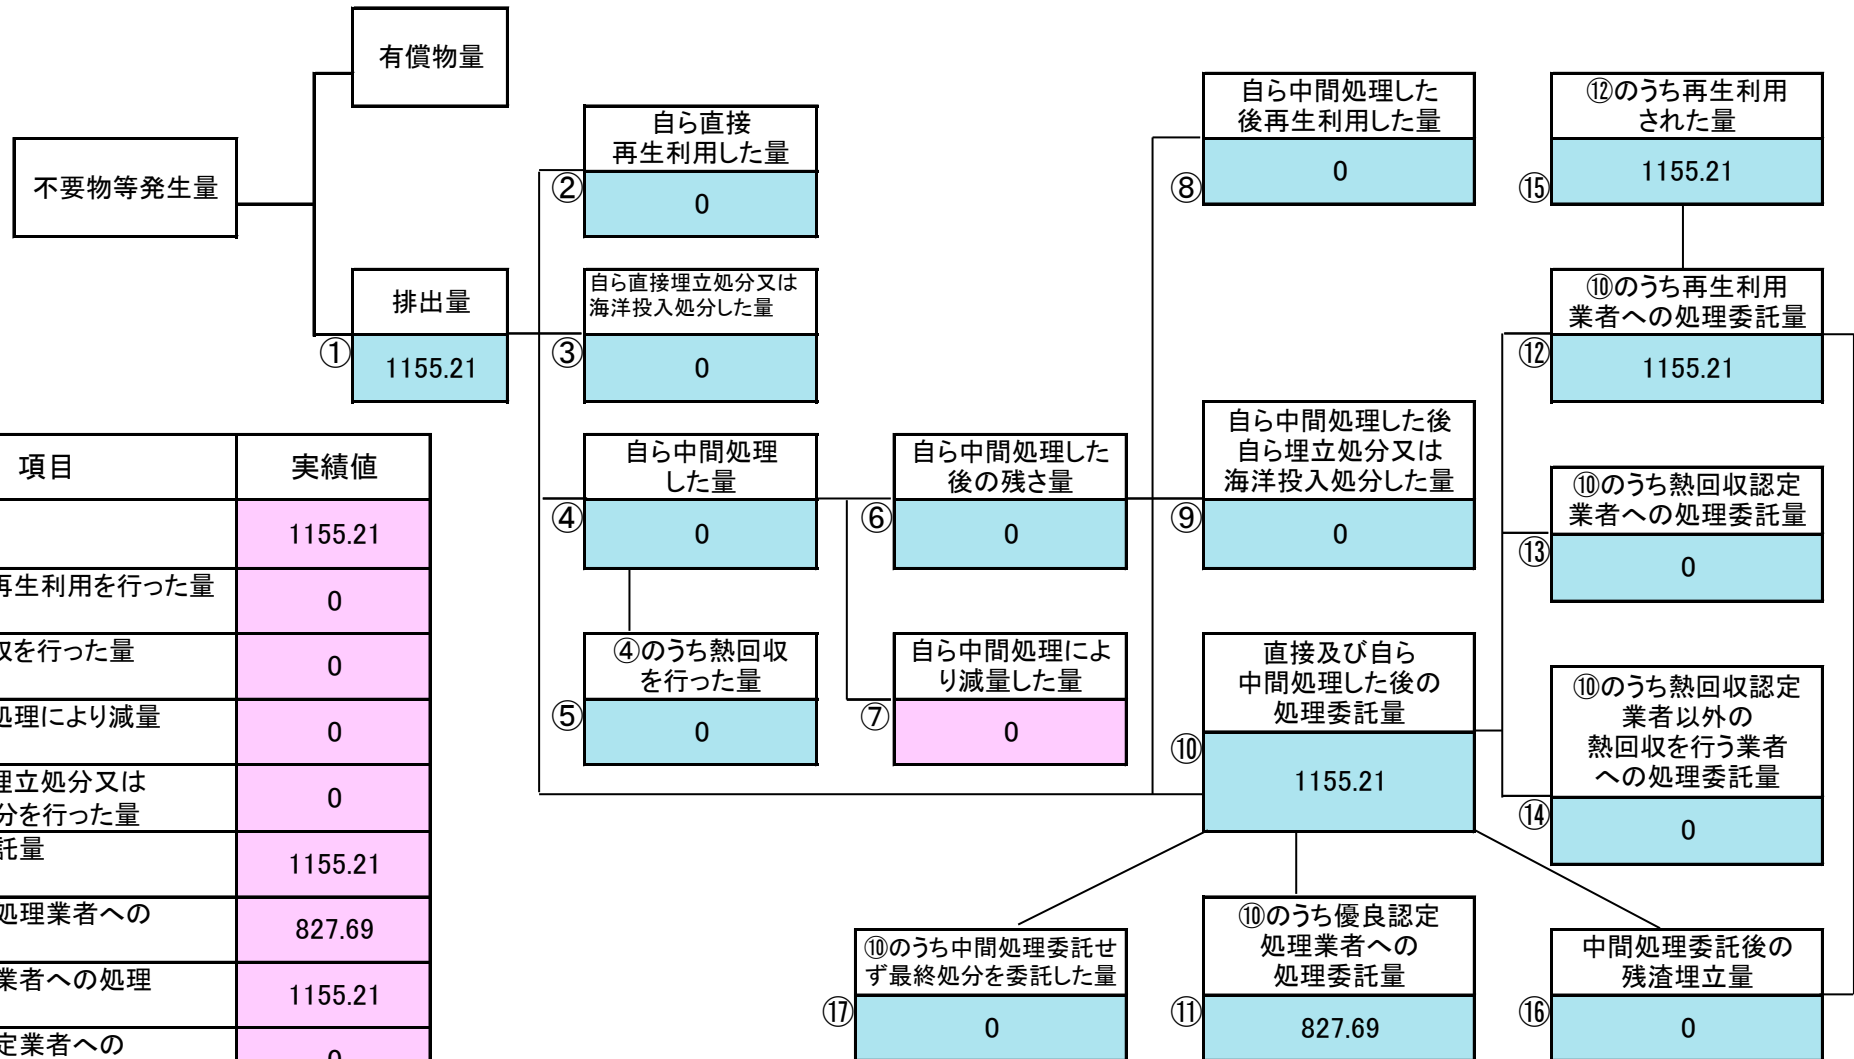 有償物量
不要物等発生量
排出量
①
1155.21
自ら直接
再生利用した量
②
0
自ら直接埋立処分又は
海洋投入処分した量
③
0
自ら中間処理
した量
④
0
④のうち熱回収
を行った量
⑤
0
自ら中間処理した
後の残さ量
⑥
0
自ら中間処理によ
り減量した量
⑦
0
自ら中間処理した
後再生利用した量
⑧
0
自ら中間処理した後
自ら埋立処分又は
海洋投入処分した量
⑨
0
直接及び自ら
中間処理した後の
処理委託量
⑩
1155.21
⑫のうち再生利用
された量
⑮
1155.21
⑩のうち再生利用
業者への処理委託量
⑫
1155.21
⑩のうち熱回収認定
業者への処理委託量
⑬
0
⑩のうち熱回収認定
業者以外の
熱回収を行う業者
への処理委託量
⑭
0
⑩のうち中間処理委託せ
ず最終処分を委託した量
⑰
0
⑩のうち優良認定
処理業者への
処理委託量
⑪
827.69
中間処理委託後の
残渣埋立量
⑯
0
項目 実績値
1155.21
再生利用を行った量
0
を行った量
0
処理により減量
0
埋立処分又は
分を行った量
0
託量
1155.21
処理業者への
827.69
業者への処理
1155.21
定業者への
0